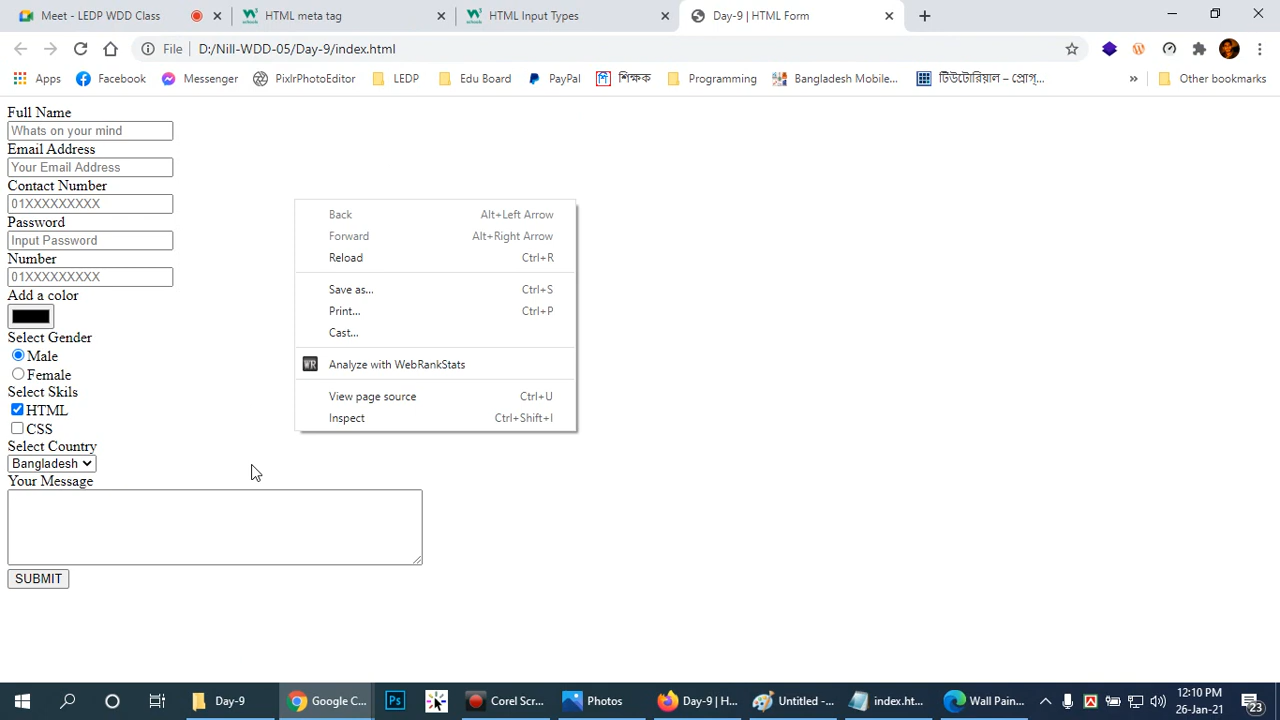 Meet - LEDP WDD Class
HTML meta tag
HTML Input Types
Day-9 | HTML Form
File
D:/Nill-WDD-05/Day-9/index.html
Apps
Facebook
Messenger
PixlrPhotoEditor
LEDP
Edu Board
PayPal
শিক্ষক
Programming
Bangladesh Mobile...
টিউটোরিয়াল – প্রোগ্...
»
Other bookmarks
Full Name
Whats on your mind
Email Address
Your Email Address
Contact Number
01XXXXXXXXX
Password
Input Password
Number
01XXXXXXXXX
Add a color
Select Gender
Male
Female
Select Skils
HTML
CSS
Select Country
Bangladesh
Your Message
SUBMIT
Back Alt+Left Arrow
Forward Alt+Right Arrow
Reload Ctrl+R
Save as... Ctrl+S
Print... Ctrl+P
Cast...
WR Analyze with WebRankStats
View page source Ctrl+U
Inspect Ctrl+Shift+I
Day-9
Google C...
Ps
Corel Scr...
Photos
Day-9 | H...
Untitled -...
index.ht...
Wall Pain...
12:10 PM
26-Jan-21
23